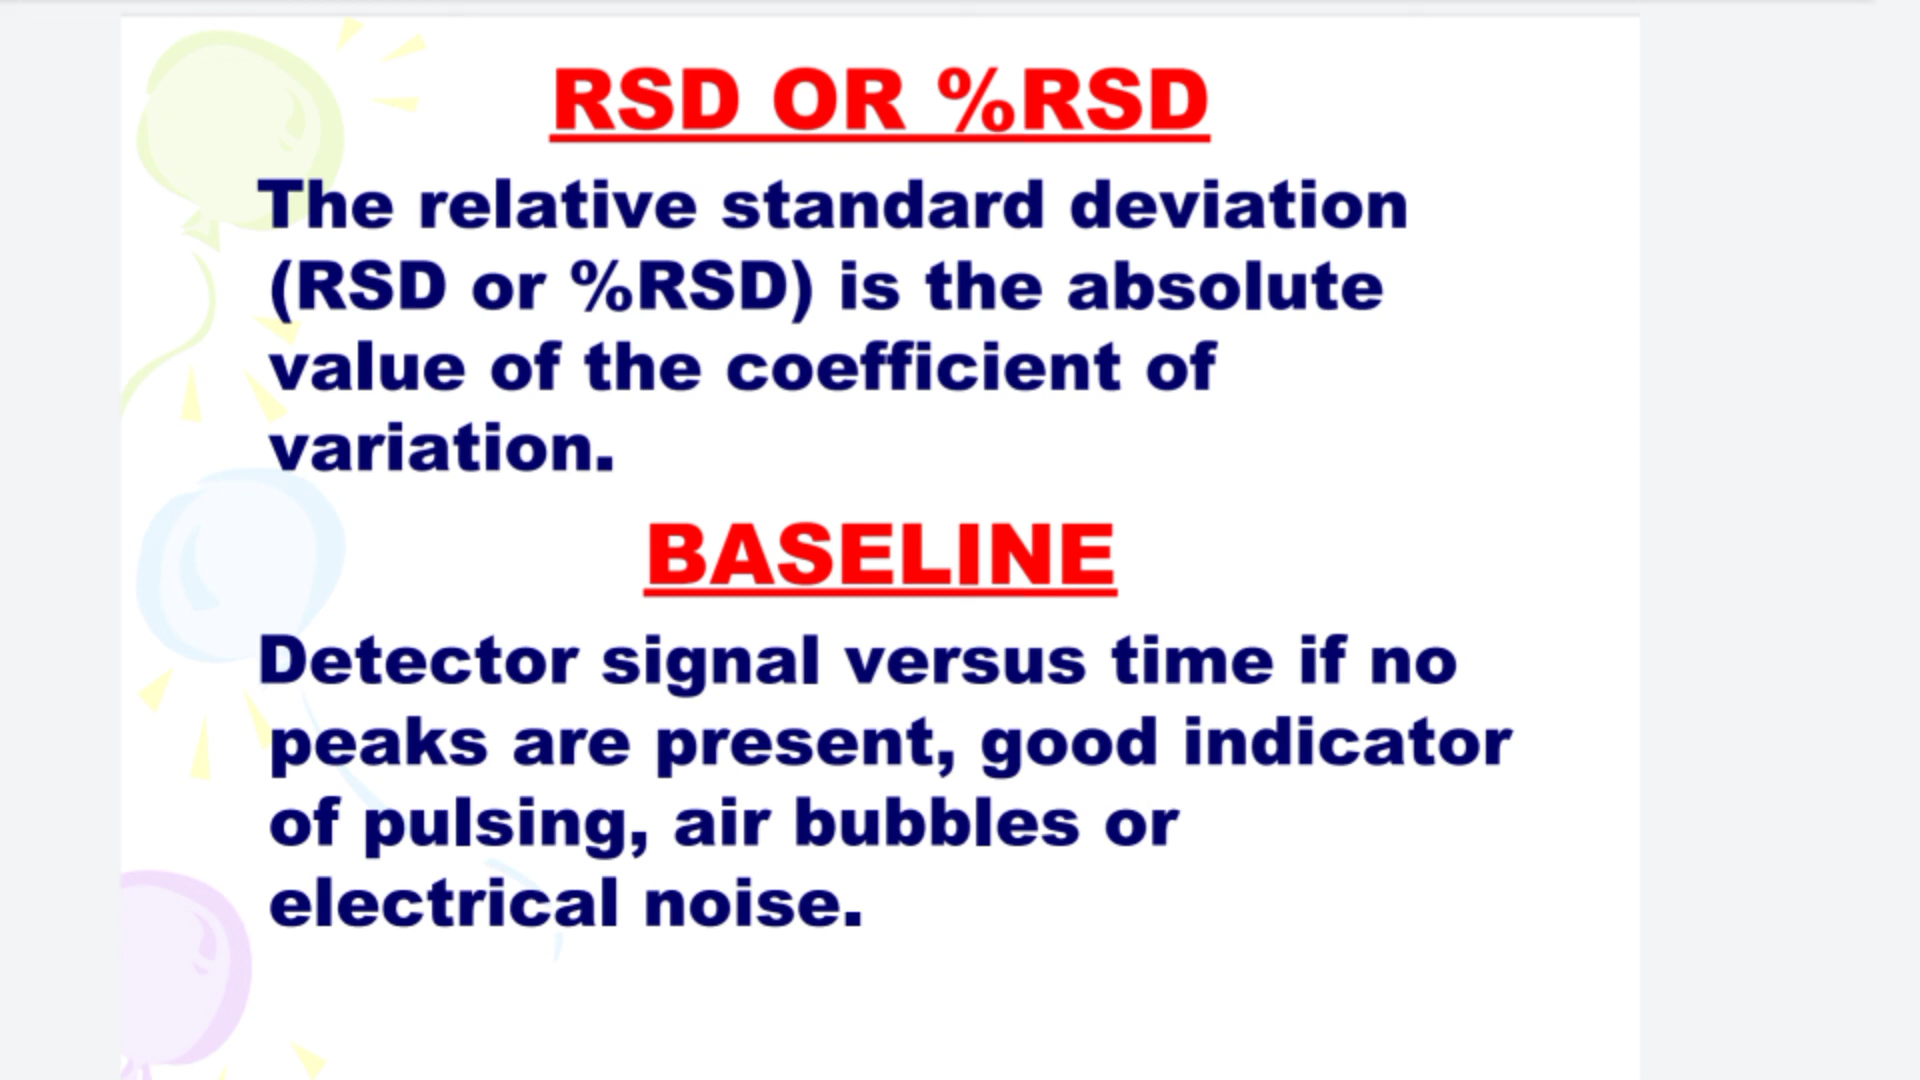 RSD OR %RSD
The relative standard deviation
(RSD or %RSD) is the absolute
value of the coefficient of
variation.
BASELINE
Detector signal versus time if no
peaks are present, good indicator
of pulsing, air bubbles or
electrical noise.